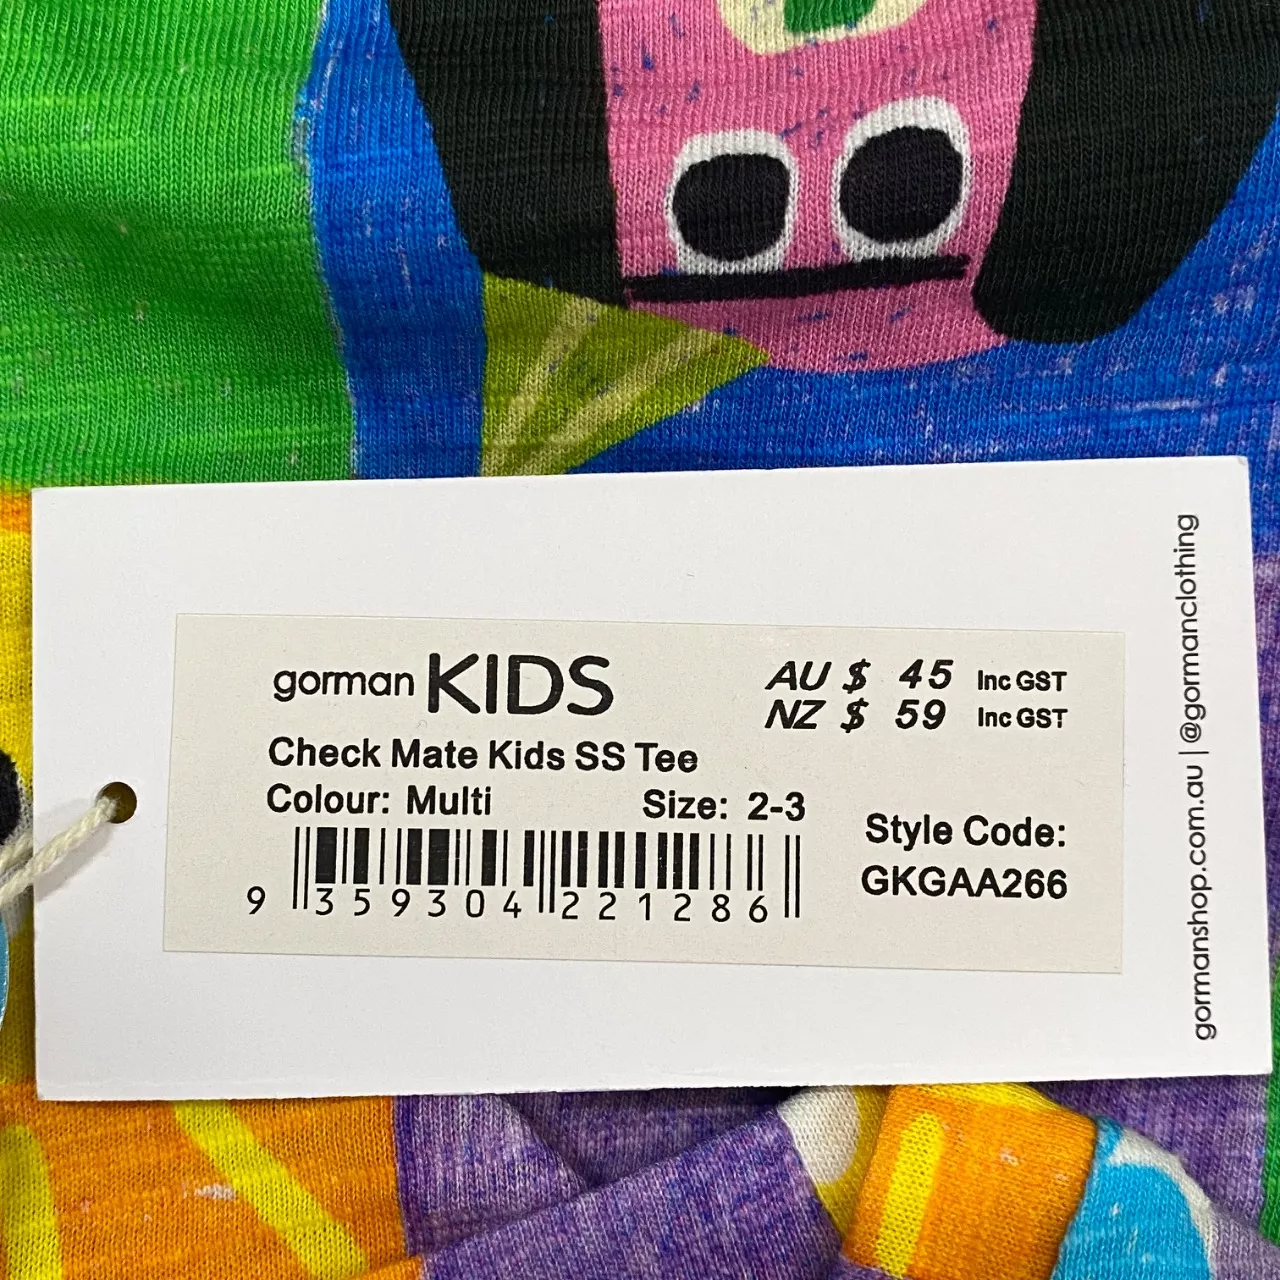 gorman KIDS
AU $ 45 Inc GST
NZ $ 59 Inc GST
Check Mate Kids SS Tee
Colour: Multi Size: 2-3
Style Code:
GKGAA266
9 359304 221286
gormanshop.com.au | @gormanclothing